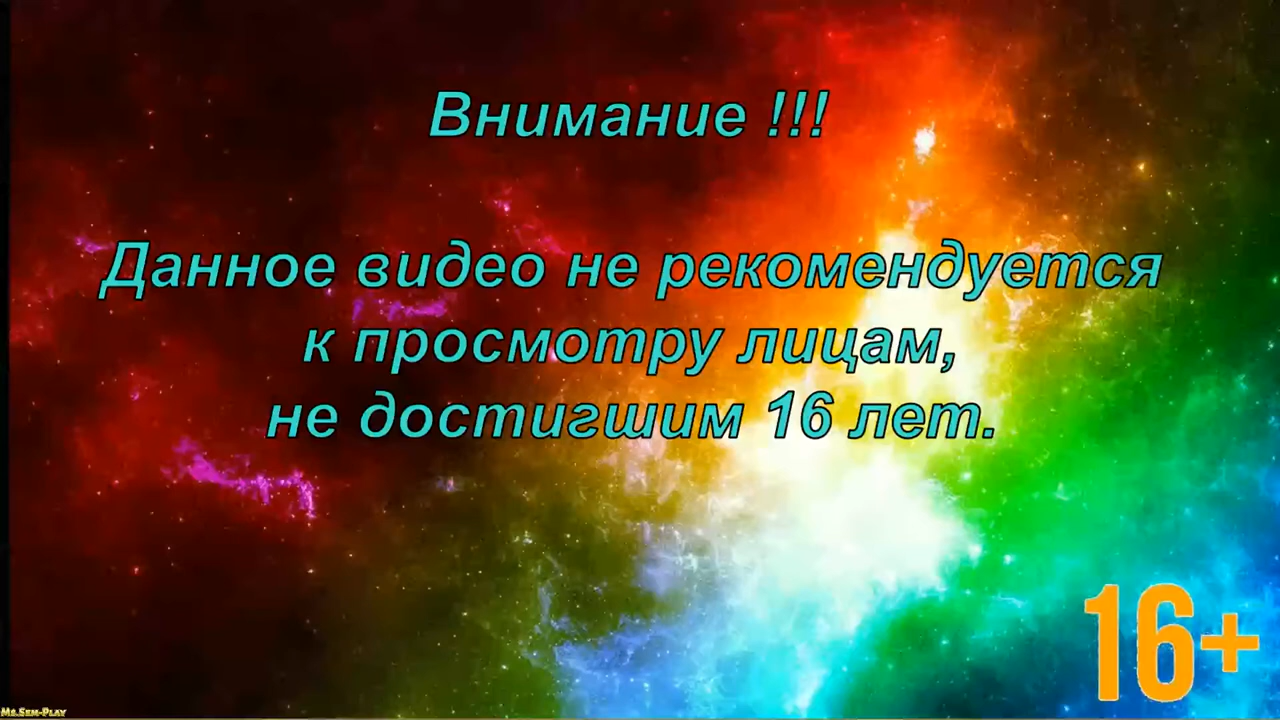 Внимание !!!
Данное видео не рекомендуется
к просмотру лицам,
не достигшим 16 лет.
16+
Ms.Sem-Play